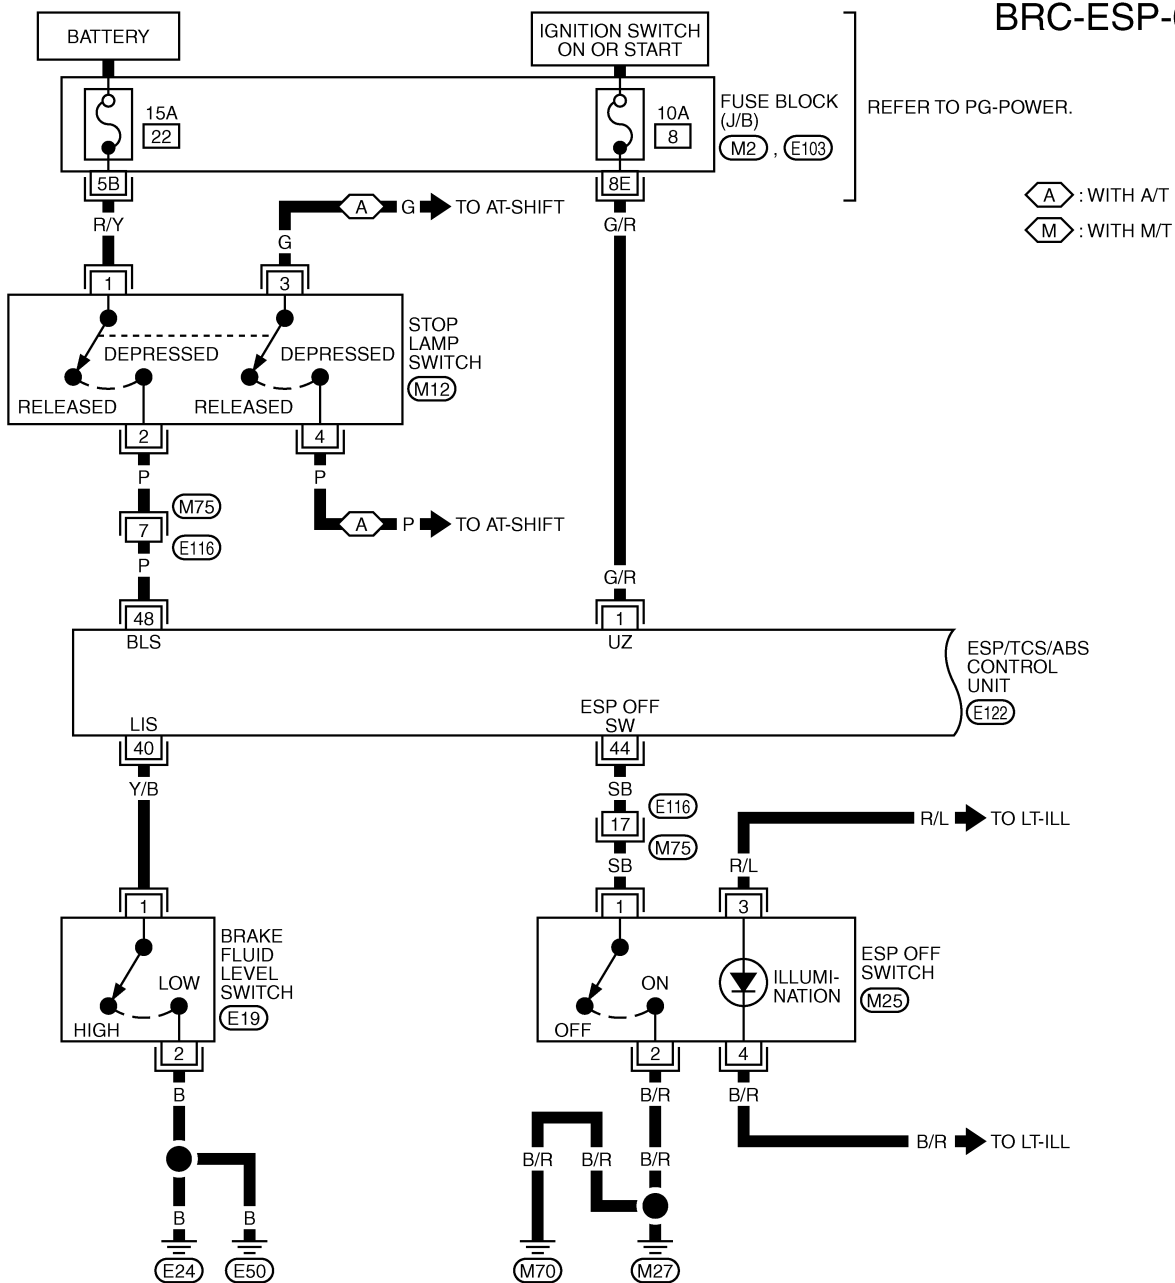 BRC-ESP-
BATTERY
IGNITION SWITCH
ON OR START
15A
22
10A
8
FUSE BLOCK
(J/B)
M2 , E103
REFER TO PG-POWER.
5B
8E
R/Y
G/R
A : WITH A/T
M : WITH M/T
A G TO AT-SHIFT
G
1
3
DEPRESSED
DEPRESSED
RELEASED
RELEASED
STOP
LAMP
SWITCH
M12
2
4
P
P
M75
7
E116
A P TO AT-SHIFT
P
G/R
48
1
BLS
UZ
ESP/TCS/ABS
CONTROL
UNIT
E122
LIS
ESP OFF
SW
40
44
Y/B
SB
E116
17
M75
SB
R/L TO LT-ILL
R/L
1
1
3
BRAKE
FLUID
LEVEL
SWITCH
E19
LOW
HIGH
ON
OFF
ILLUMI-
NATION
ESP OFF
SWITCH
M25
2
2
4
B
B/R
B/R
B/R TO LT-ILL
B/R
B/R
B/R
B
B
E24
E50
M70
M27